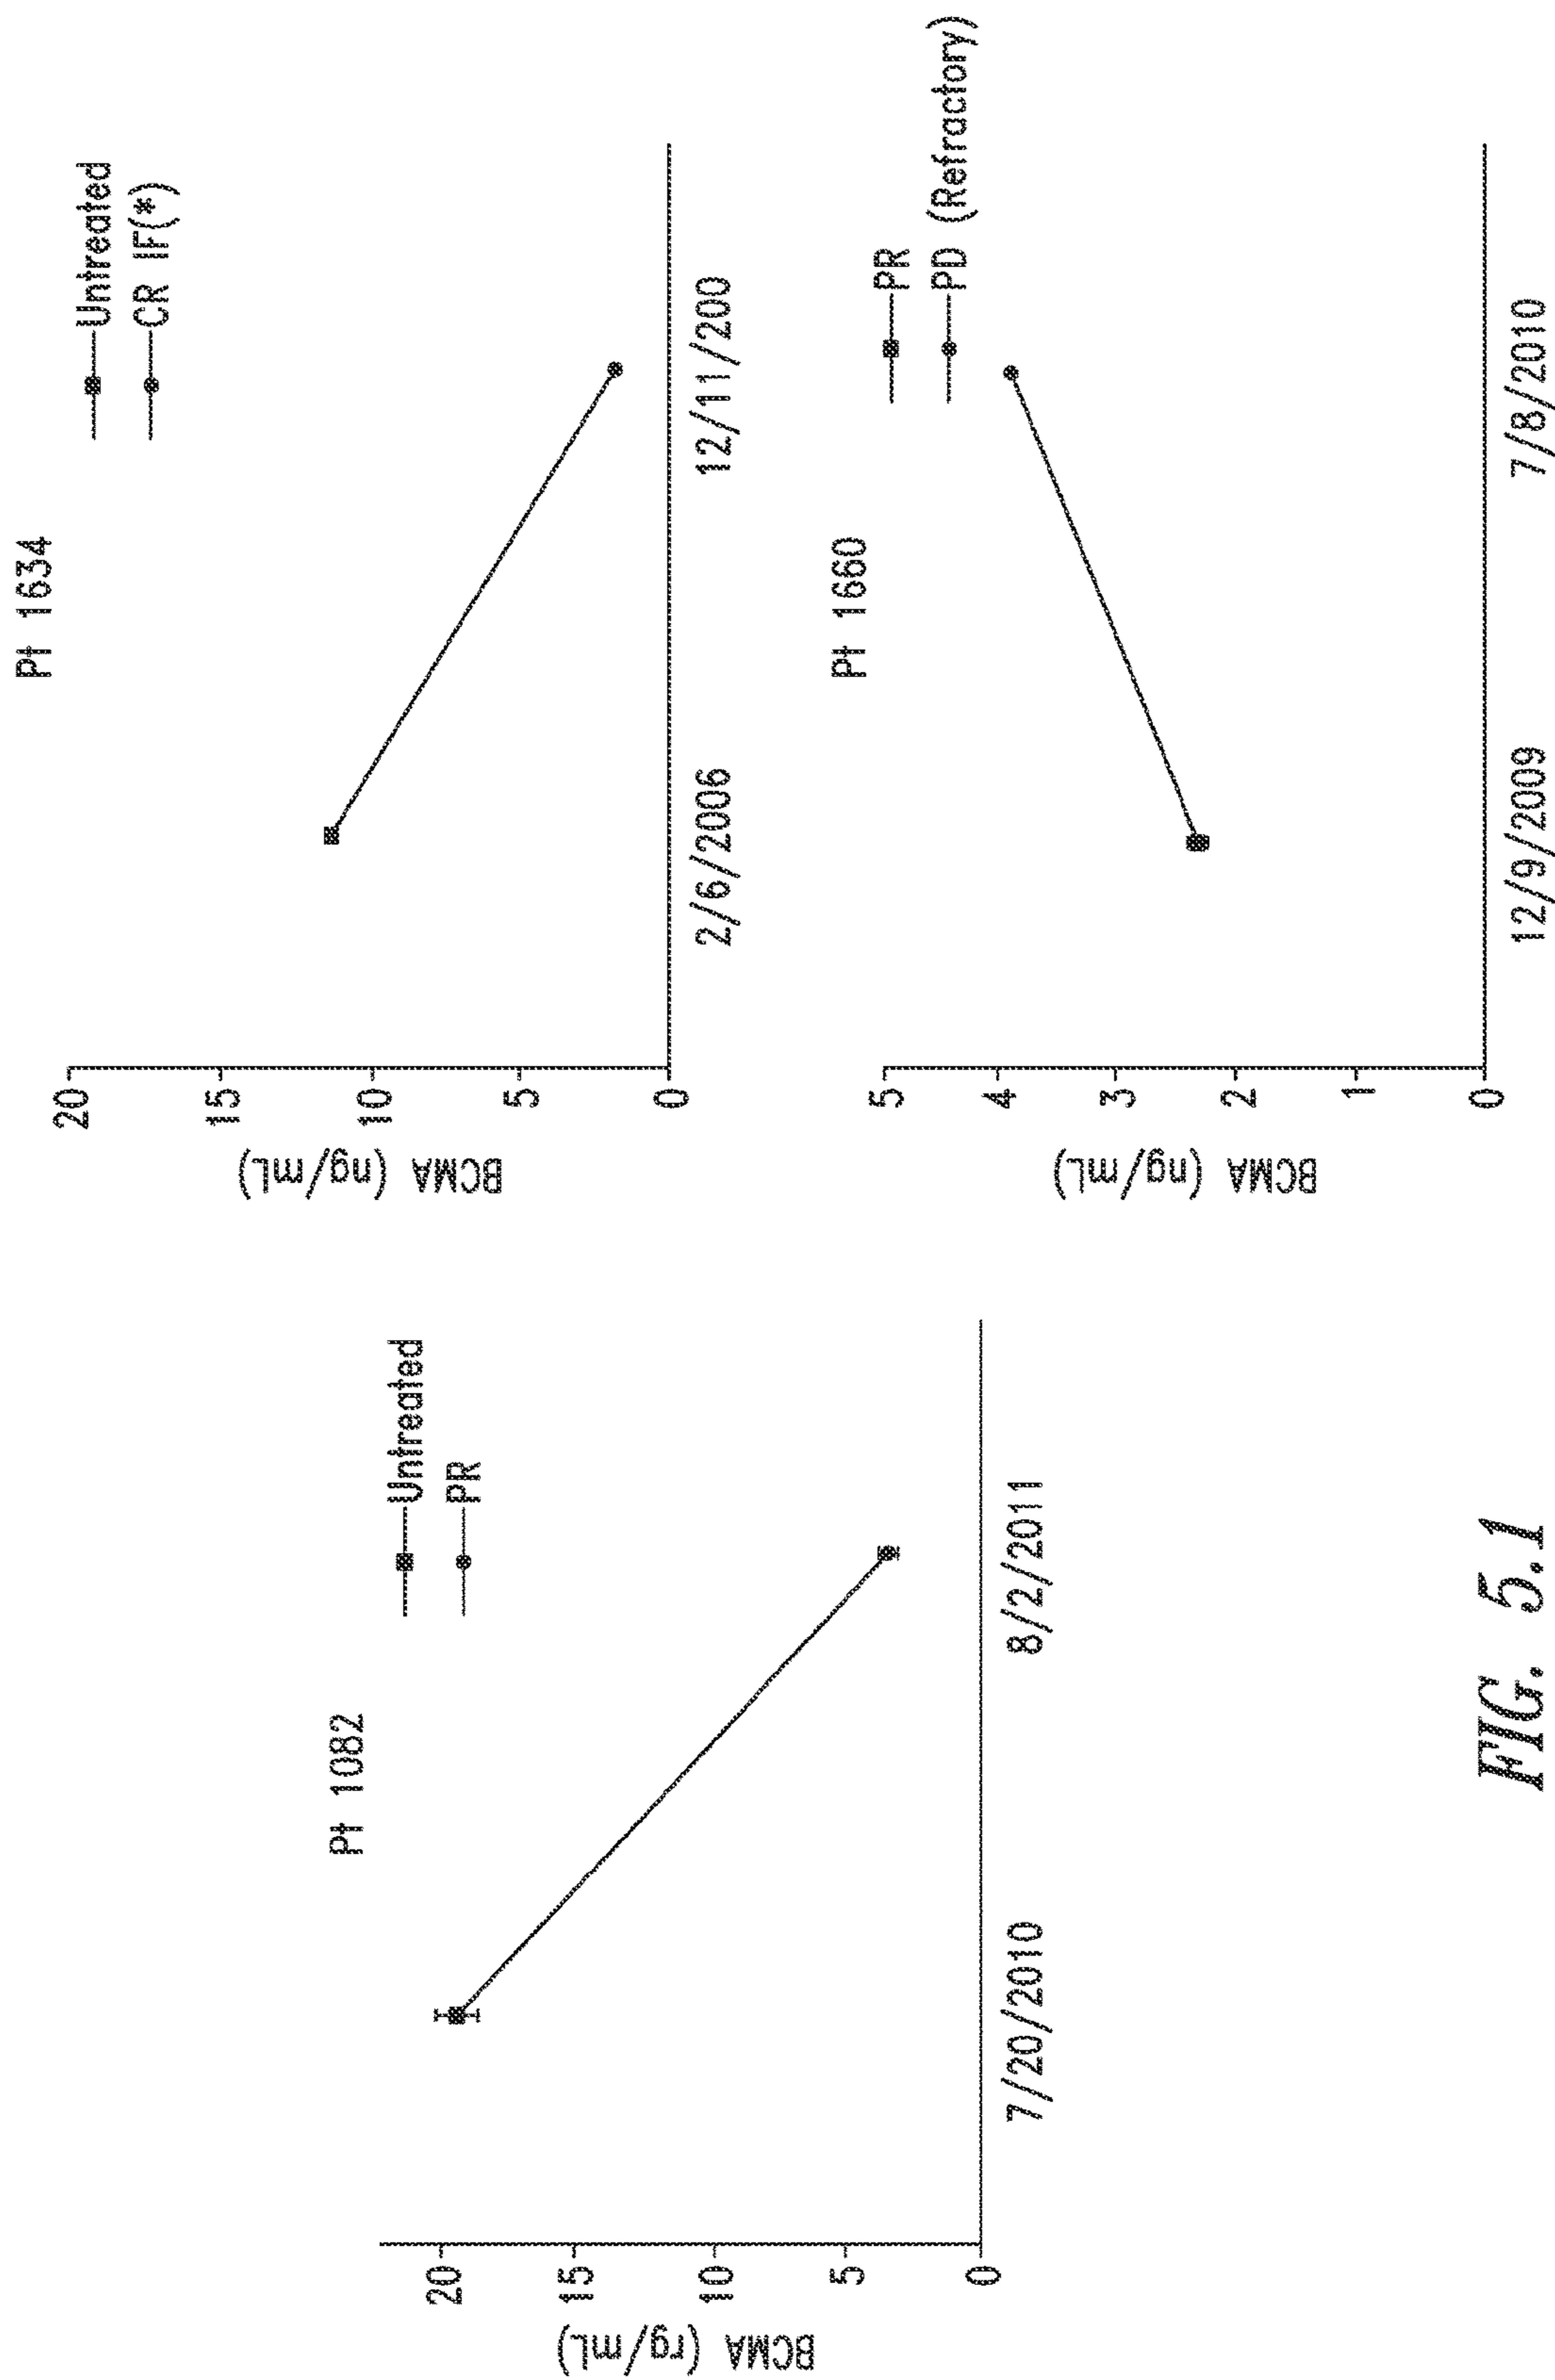 Pt 1082
Untreated
PR
BCMA (rg/mL)
20
15
10
5
0
7/20/2010
8/2/2011
Pt 1634
Untreated
CR IF(*)
BCMA (ng/mL)
20
15
10
5
0
2/6/2006
12/11/200
Pt 1660
PR
PD (Refractory)
BCMA (ng/mL)
5
4
3
2
1
0
12/9/2009
7/8/2010
FIG. 5.1